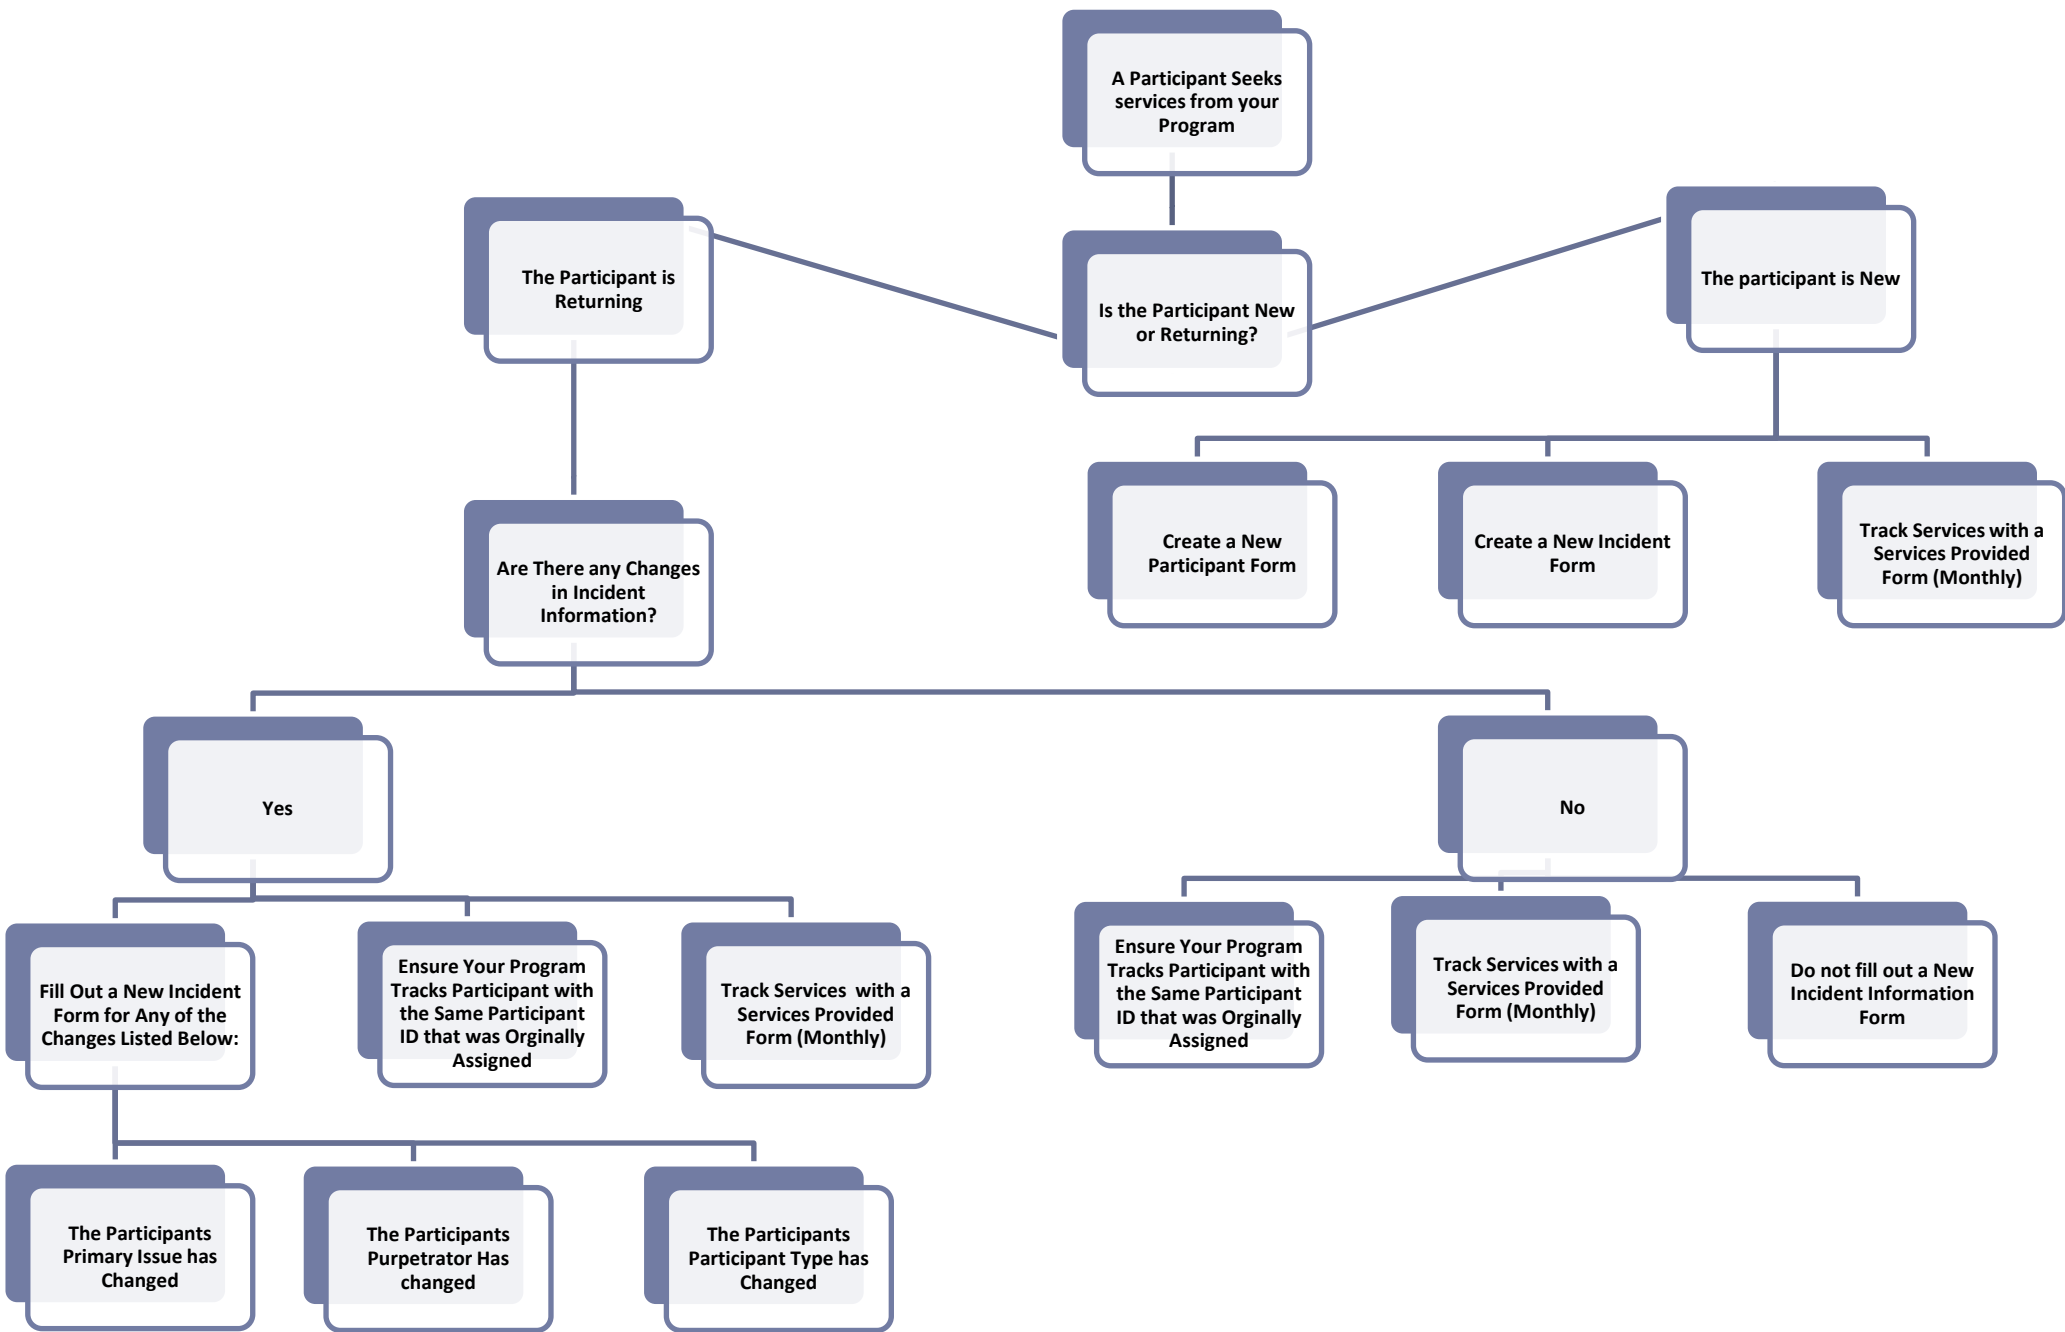 A Participant Seeks
services from your
Program
The Participant is
Returning
Is the Participant New
or Returning?
The participant is New
Create a New
Participant Form
Create a New Incident
Form
Track Services with a
Services Provided
Form (Monthly)
Are There any Changes
in Incident
Information?
Yes
No
Fill Out a New Incident
Form for Any of the
Changes Listed Below:
Ensure Your Program
Tracks Participant with
the Same Participant
ID that was Orginally
Assigned
Track Services with a
Services Provided
Form (Monthly)
Ensure Your Program
Tracks Participant with
the Same Participant
ID that was Orginally
Assigned
Track Services with a
Services Provided
Form (Monthly)
Do not fill out a New
Incident Information
Form
The Participants
Primary Issue has
Changed
The Participants
Purpetrator Has
changed
The Participants
Participant Type has
Changed